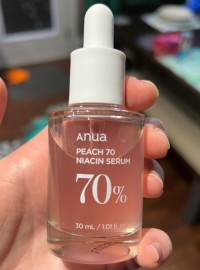 anua
PEACH 70
NIACIN SERUM
70%
30 mL / 1.01 fl.